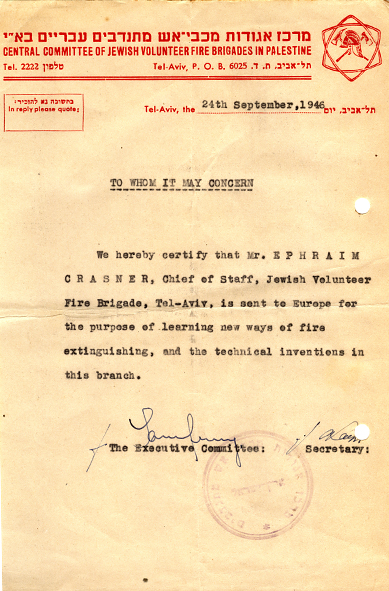 מרכז אגודות מכבי־אש מתנדבים עבריים בא"י
CENTRAL COMMITTEE OF JEWISH VOLUNTEER FIRE BRIGADES IN PALESTINE
Tel. 2222 טלפון Tel-Aviv, P. O. B. 6025 .תל־אביב, ת. ד
בתשובה נא להזכיר:
In reply please quote:
Tel-Aviv, the 24th September,1946 תל־אביב, יום
TO WHOM IT MAY CONCERN
We hereby certify that Mr. E P H R A I M
C R A S N E R, Chief of Staff, Jewish Volunteer
Fire Brigade, Tel-Aviv, is sent to Europe for
the purpose of learning new ways of fire
extinguishing, and the technical inventions in
this branch.
The Executive Committee: Secretary: